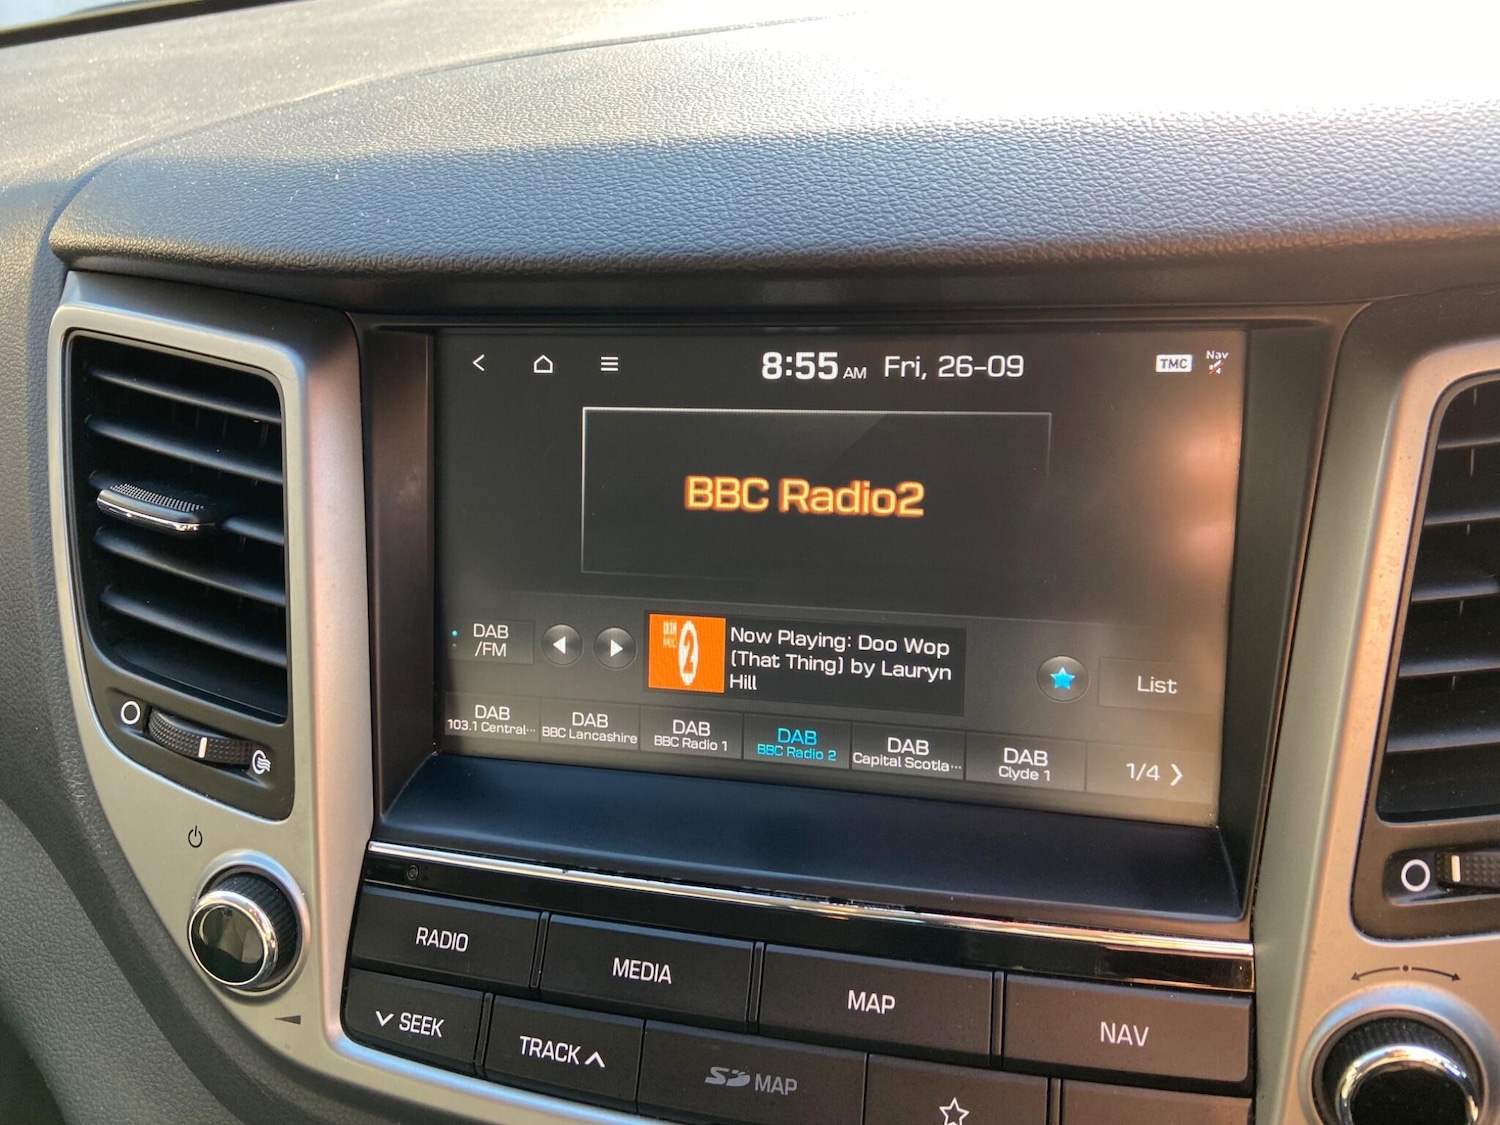 8:55 AM Fri, 26-09
TMC
Nav
BBC Radio2
DAB
/FM
2
Now Playing: Doo Wop
(That Thing) by Lauryn
Hill
List
DAB
103.1 Central...
DAB
BBC Lancashire
DAB
BBC Radio 1
DAB
BBC Radio 2
DAB
Capital Scotla...
DAB
Clyde 1
1/4
RADIO
MEDIA
MAP
NAV
SEEK
TRACK
SD MAP